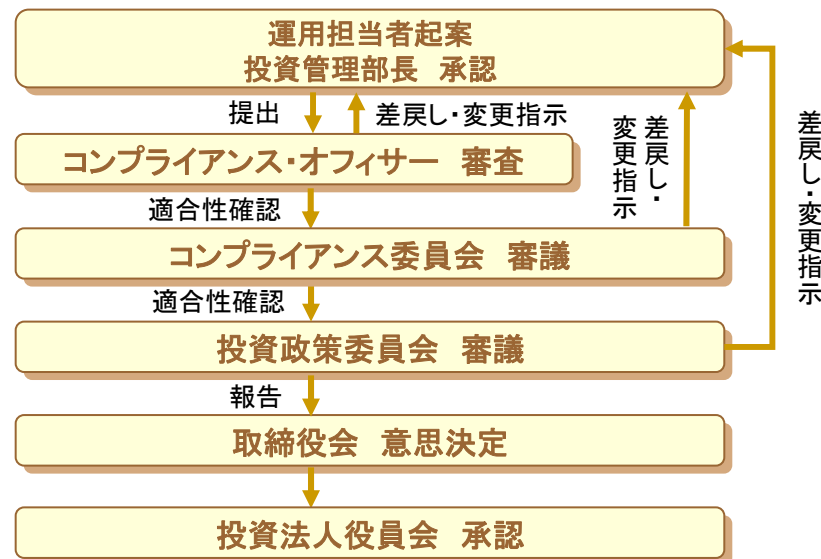 運用担当者起案
投資管理部長 承認
提出
差戻し・変更指示
コンプライアンス・オフィサー 審査
差戻し・
変更指示
差戻し・変更指示
適合性確認
コンプライアンス委員会 審議
適合性確認
投資政策委員会 審議
報告
取締役会 意思決定
投資法人役員会 承認